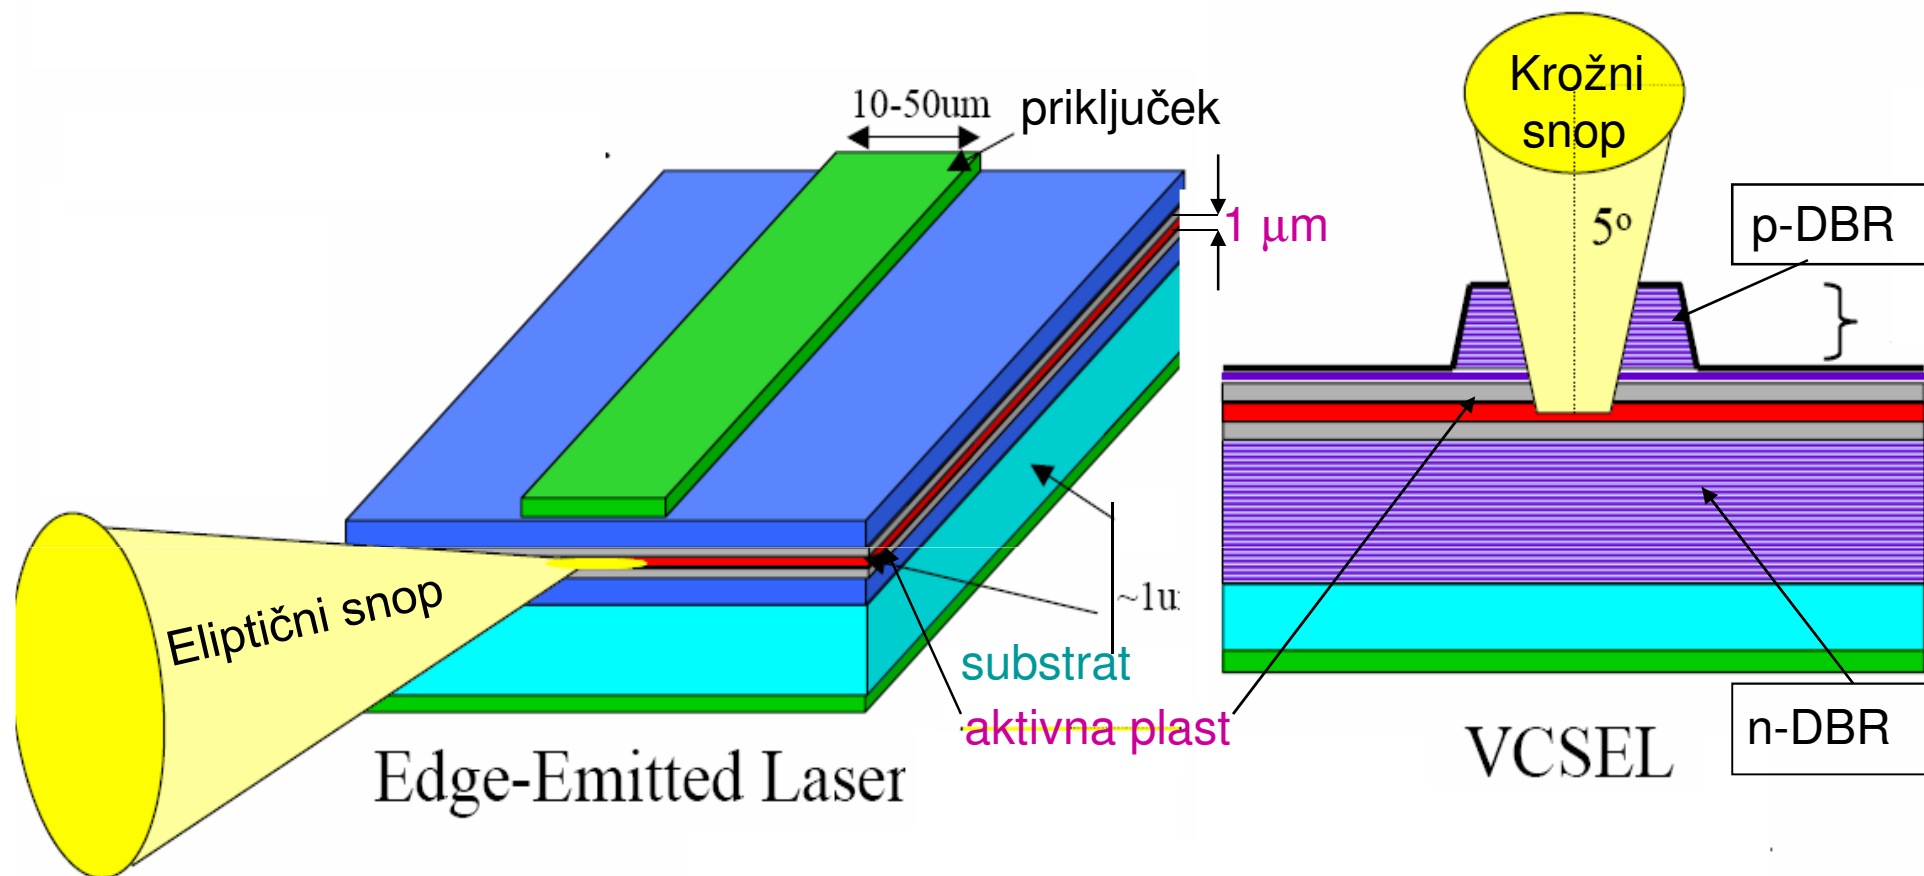 10-50um
priključek
1 μm
Eliptični snop
~1u
substrat
aktivna plast
Edge-Emitted Laser
Krožni
snop
5º
p-DBR
n-DBR
VCSEL